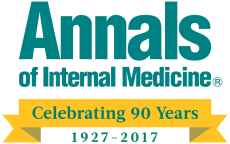 Annals
of Internal Medicine®
Celebrating 90 Years
1927-2017